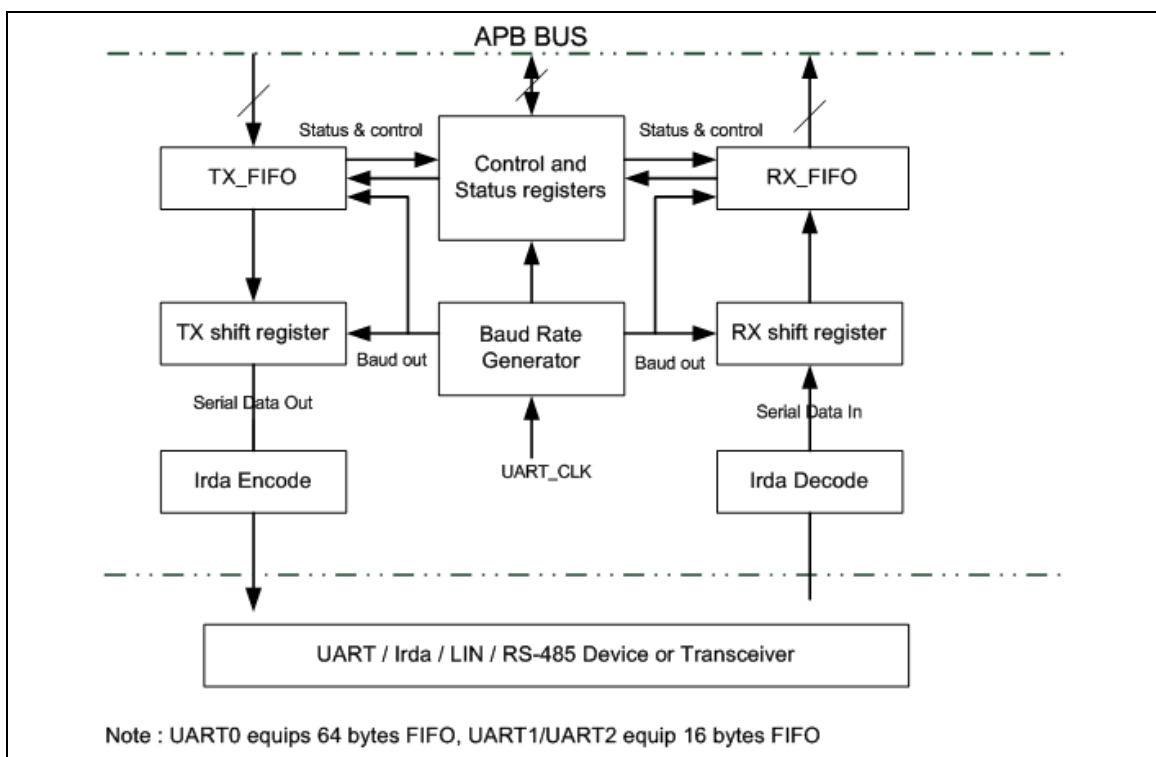 APB BUS
Status & control
Status & control
TX_FIFO
Control and
Status registers
RX_FIFO
TX shift register
Baud Rate
Generator
RX shift register
Baud out
Baud out
Serial Data Out
Serial Data In
Irda Encode
UART_CLK
Irda Decode
UART / Irda / LIN / RS-485 Device or Transceiver
Note : UART0 equips 64 bytes FIFO, UART1/UART2 equip 16 bytes FIFO